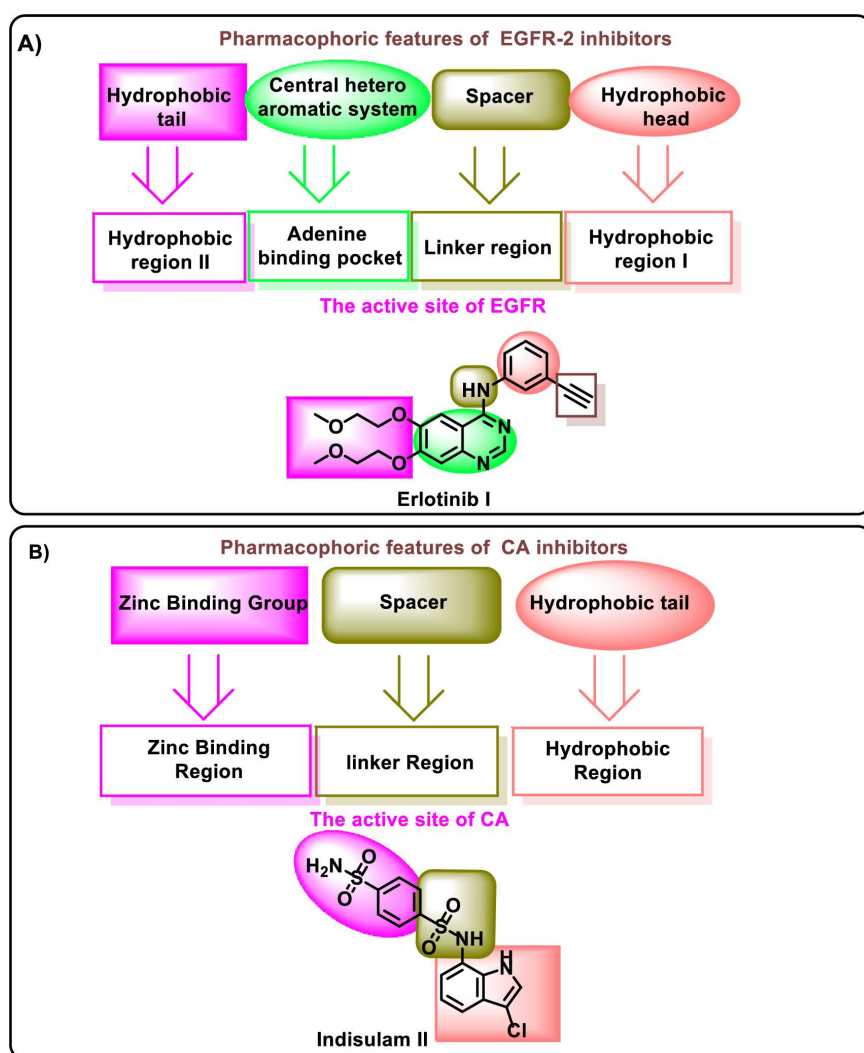 A)
Pharmacophoric features of EGFR-2 inhibitors
Hydrophobic
tail
Central hetero
aromatic system
Spacer
Hydrophobic
head
Hydrophobic
region II
Adenine
binding pocket
Linker region
Hydrophobic
region I
The active site of EGFR
HN
O
O
O
O
N
N
Erlotinib I
B)
Pharmacophoric features of CA inhibitors
Zinc Binding Group
Spacer
Hydrophobic tail
Zinc Binding
Region
linker Region
Hydrophobic
Region
The active site of CA
H2N
O
S
O
O
S
O
NH
H
N
Cl
Indisulam II